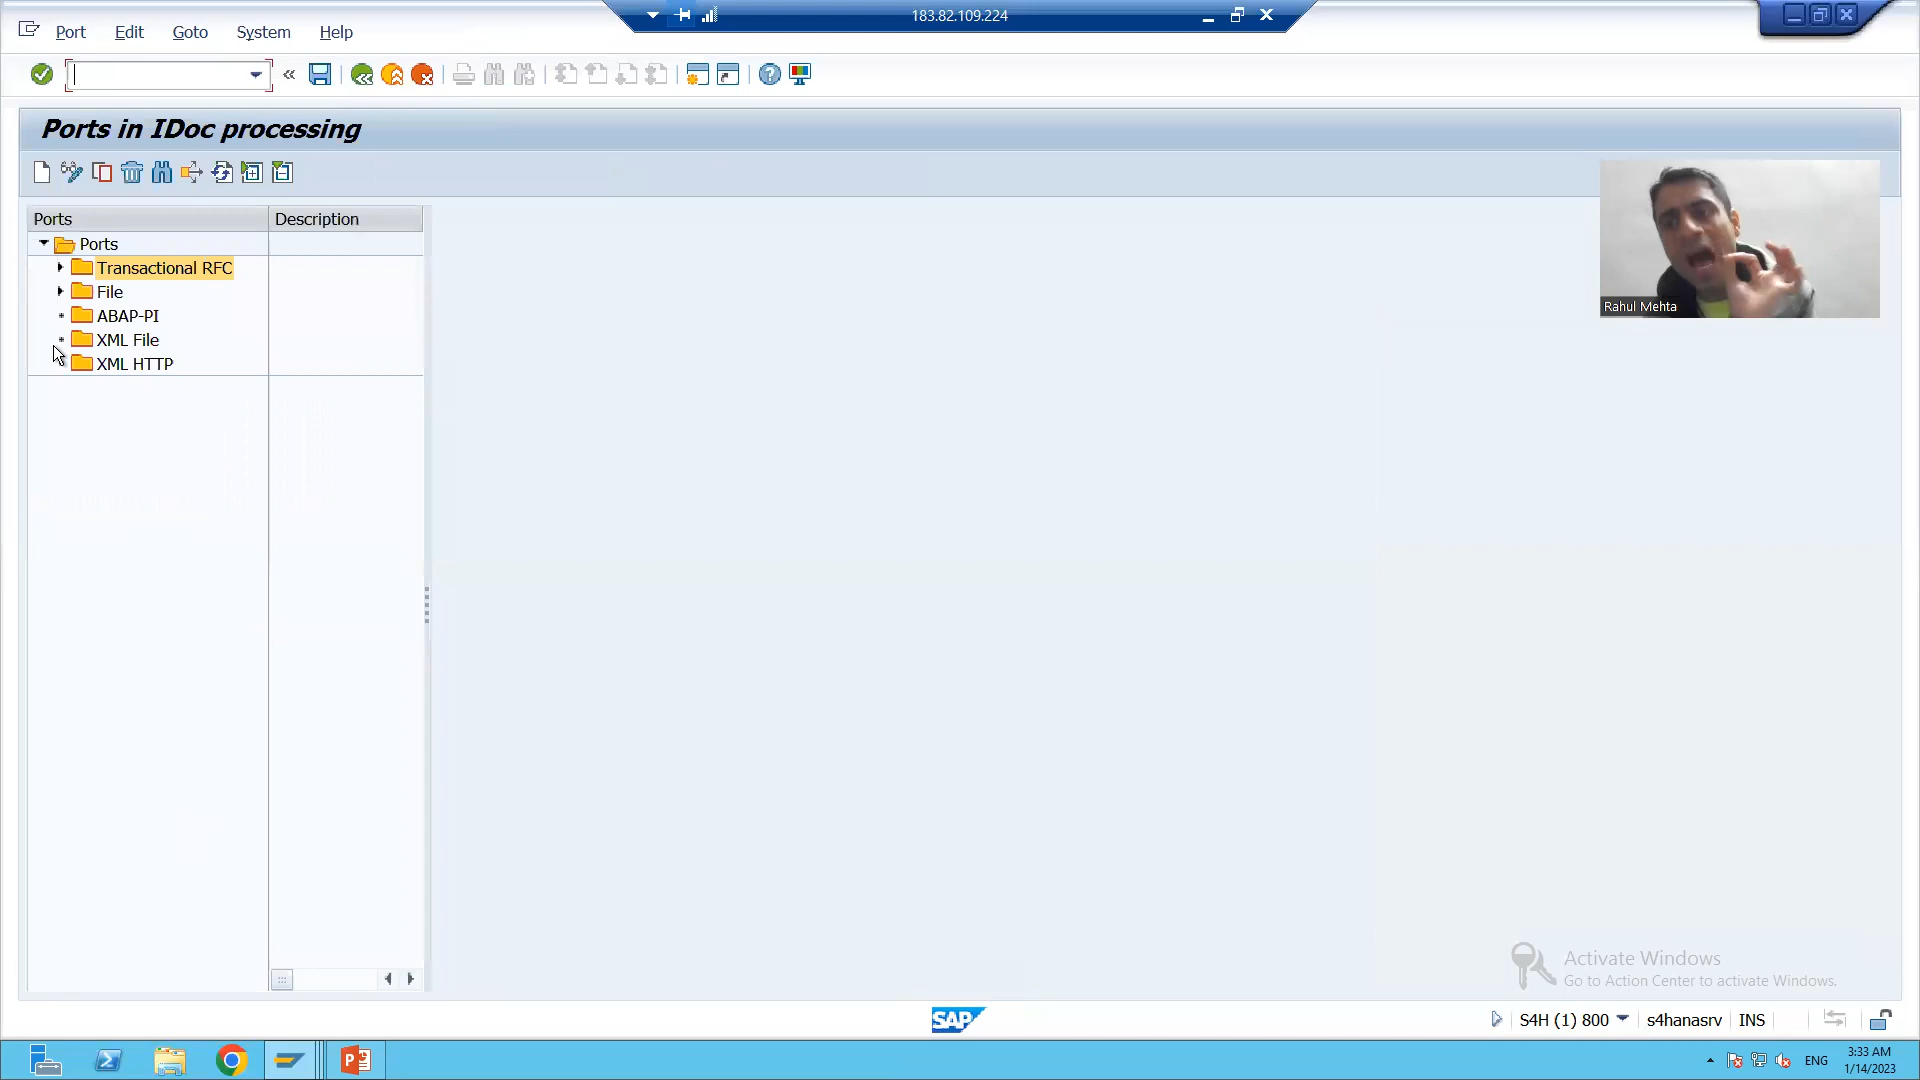 183.82.109.224
Port Edit Goto System Help
Ports in IDoc processing
Ports Description
Ports
Transactional RFC
File
ABAP-PI
XML File
XML HTTP
Rahul Mehta
Activate Windows
Go to Action Center to activate Windows.
SAP
S4H (1) 800 s4hanasrv INS
ENG
3:33 AM
1/14/2023